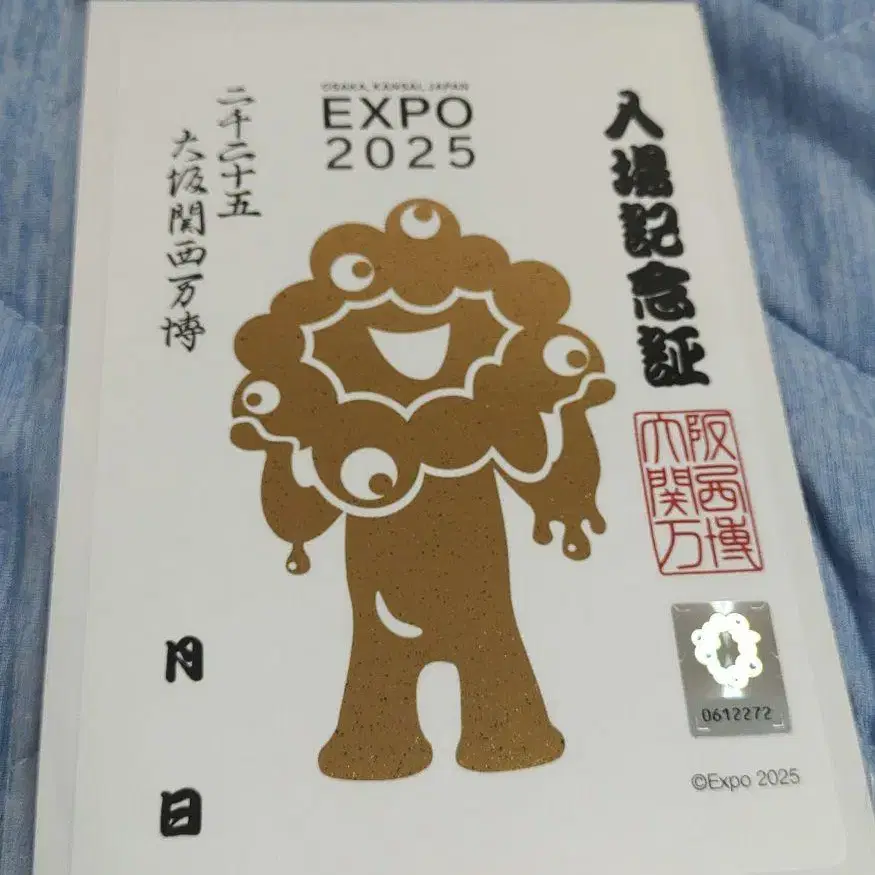 OSAKA, KANSAI, JAPAN
EXPO
2025
入場記念証
二千二十五
大阪関西万博
大阪
関西
万博
月
日
0612272
©Expo 2025